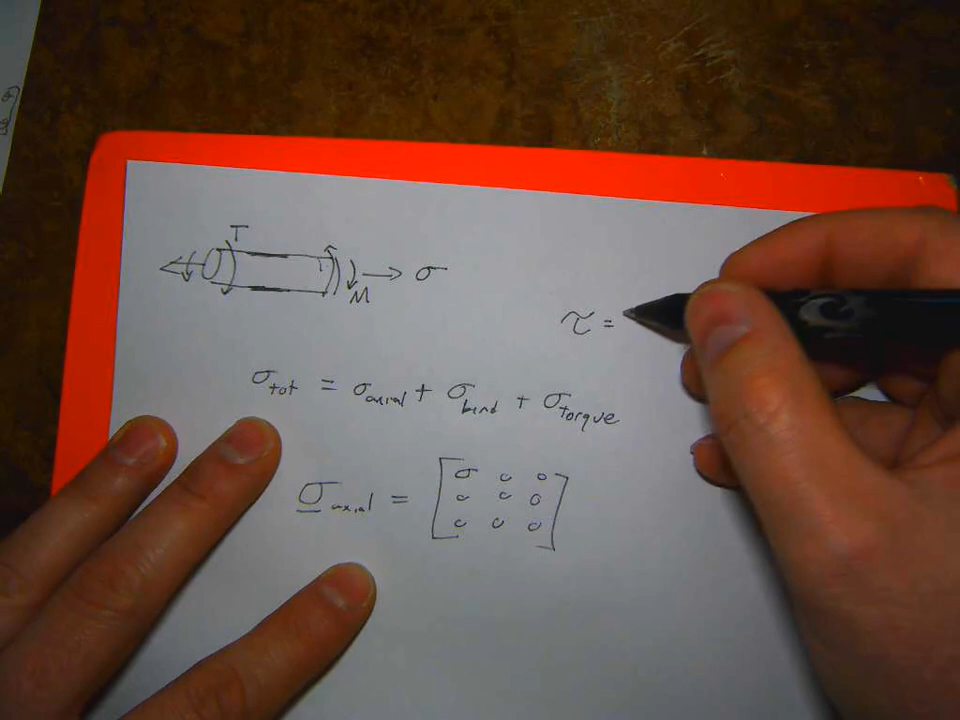 T
M
σ
τ =
σtot = σaxial + σbend + σtorque
σaxial = [σ 0 0
0 0 0
0 0 0]